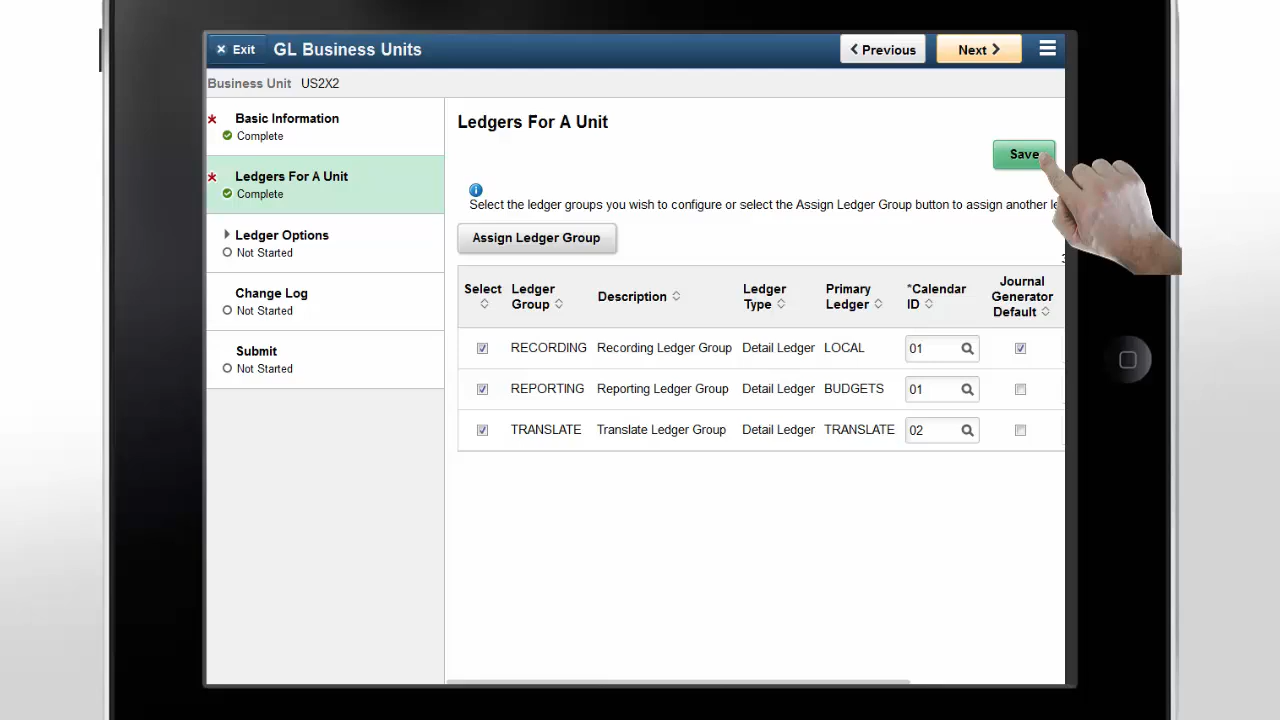 Exit
GL Business Units
Previous
Next
Business Unit US2X2
* Basic Information
Complete
* Ledgers For A Unit
Complete
Ledger Options
Not Started
Change Log
Not Started
Submit
Not Started
Ledgers For A Unit
Save
Select the ledger groups you wish to configure or select the Assign Ledger Group button to assign another
Assign Ledger Group
Select Ledger Group Description Ledger Type Primary Ledger *Calendar ID Journal Generator Default
RECORDING Recording Ledger Group Detail Ledger LOCAL 01
REPORTING Reporting Ledger Group Detail Ledger BUDGETS 01
TRANSLATE Translate Ledger Group Detail Ledger TRANSLATE 02